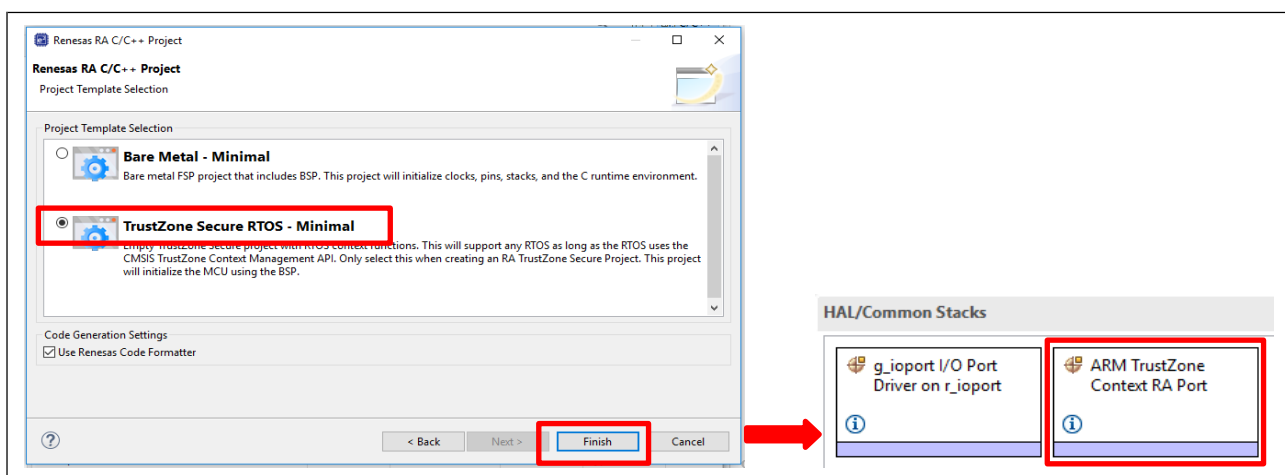 Renesas RA C/C++ Project
Renesas RA C/C++ Project
Project Template Selection
Project Template Selection
Bare Metal - Minimal
Bare metal FSP project that includes BSP. This project will initialize clocks, pins, stacks, and the C runtime environment.
TrustZone Secure RTOS - Minimal
Empty TrustZone Secure project with RTOS context functions. This will support any RTOS as long as the RTOS uses the
CMSIS TrustZone Context Management API. Only select this when creating an RA TrustZone Secure Project. This project
will initialize the MCU using the BSP.
Code Generation Settings
Use Renesas Code Formatter
< Back
Next >
Finish
Cancel
HAL/Common Stacks
g_ioport I/O Port
Driver on r_ioport
ARM TrustZone
Context RA Port